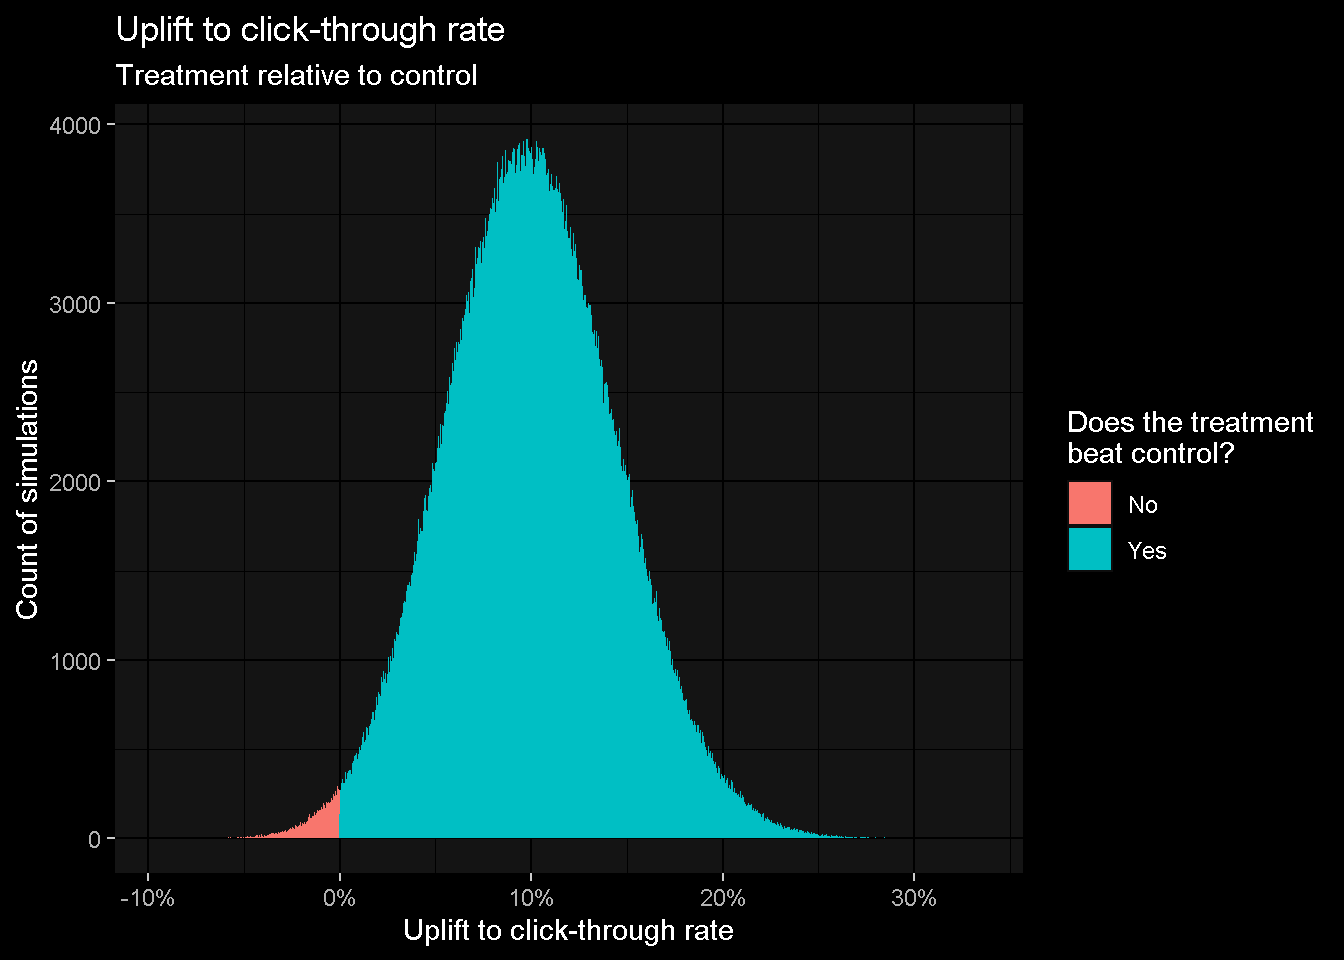 Uplift to click-through rate
Treatment relative to control
4000
3000
2000
1000
0
Count of simulations
-10%
0%
10%
20%
30%
Uplift to click-through rate
Does the treatment
beat control?
No
Yes